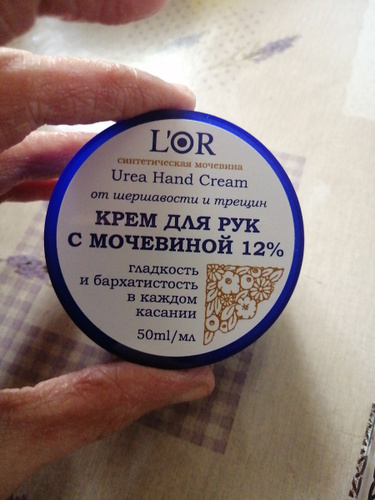 L'OR
синтетическая мочевина
Urea Hand Cream
от шершавости и трещин
КРЕМ ДЛЯ РУК
С МОЧЕВИНОЙ 12%
гладкость
и бархатистость
в каждом
касании
50ml/мл